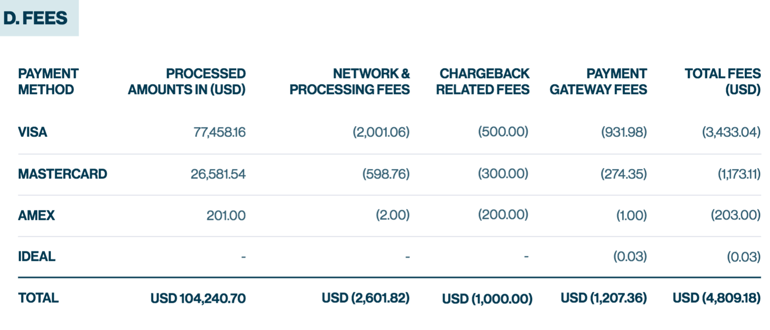 D. FEES
PAYMENT METHOD PROCESSED AMOUNTS IN (USD) NETWORK & PROCESSING FEES CHARGEBACK RELATED FEES PAYMENT GATEWAY FEES TOTAL FEES (USD)
VISA 77,458.16 (2,001.06) (500.00) (931.98) (3,433.04)
MASTERCARD 26,581.54 (598.76) (300.00) (274.35) (1,173.11)
AMEX 201.00 (2.00) (200.00) (1.00) (203.00)
IDEAL - - - (0.03) (0.03)
TOTAL USD 104,240.70 USD (2,601.82) USD (1,000.00) USD (1,207.36) USD (4,809.18)